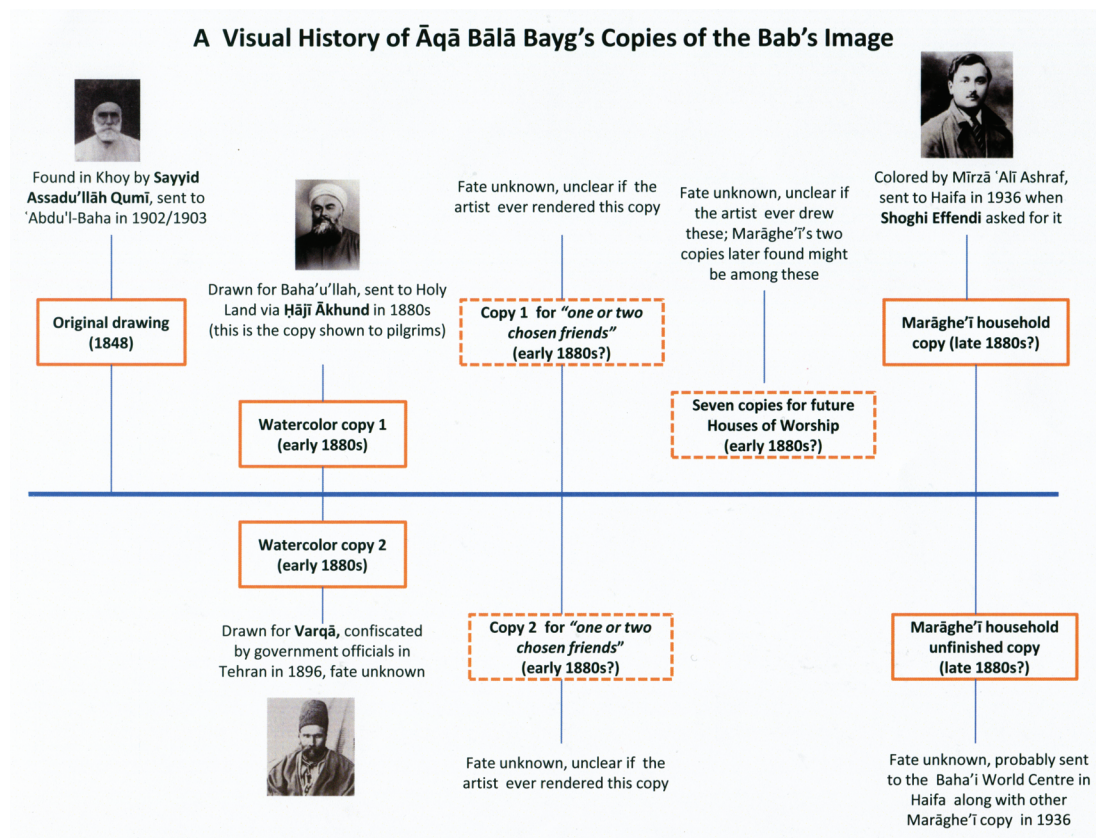 A Visual History of Āqā Bālā Bayg's Copies of the Bab's Image
Found in Khoy by Sayyid
Assadu'llāh Qumī, sent to
'Abdu'l-Baha in 1902/1903
Original drawing
(1848)
Drawn for Baha'u'llah, sent to Holy
Land via Ḥājī Ākhund in 1880s
(this is the copy shown to pilgrims)
Watercolor copy 1
(early 1880s)
Watercolor copy 2
(early 1880s)
Drawn for Varqā, confiscated
by government officials in
Tehran in 1896, fate unknown
Fate unknown, unclear if the
artist ever rendered this copy
Copy 1 for "one or two
chosen friends"
(early 1880s?)
Copy 2 for "one or two
chosen friends"
(early 1880s?)
Fate unknown, unclear if the
artist ever rendered this copy
Fate unknown, unclear if
the artist ever drew
these; Marāghe'ī's two
copies later found might
be among these
Seven copies for future
Houses of Worship
(early 1880s?)
Colored by Mīrzā 'Alī Ashraf,
sent to Haifa in 1936 when
Shoghi Effendi asked for it
Marāghe'ī household
copy (late 1880s?)
Marāghe'ī household
unfinished copy
(late 1880s?)
Fate unknown, probably sent
to the Baha'i World Centre in
Haifa along with other
Marāghe'ī copy in 1936